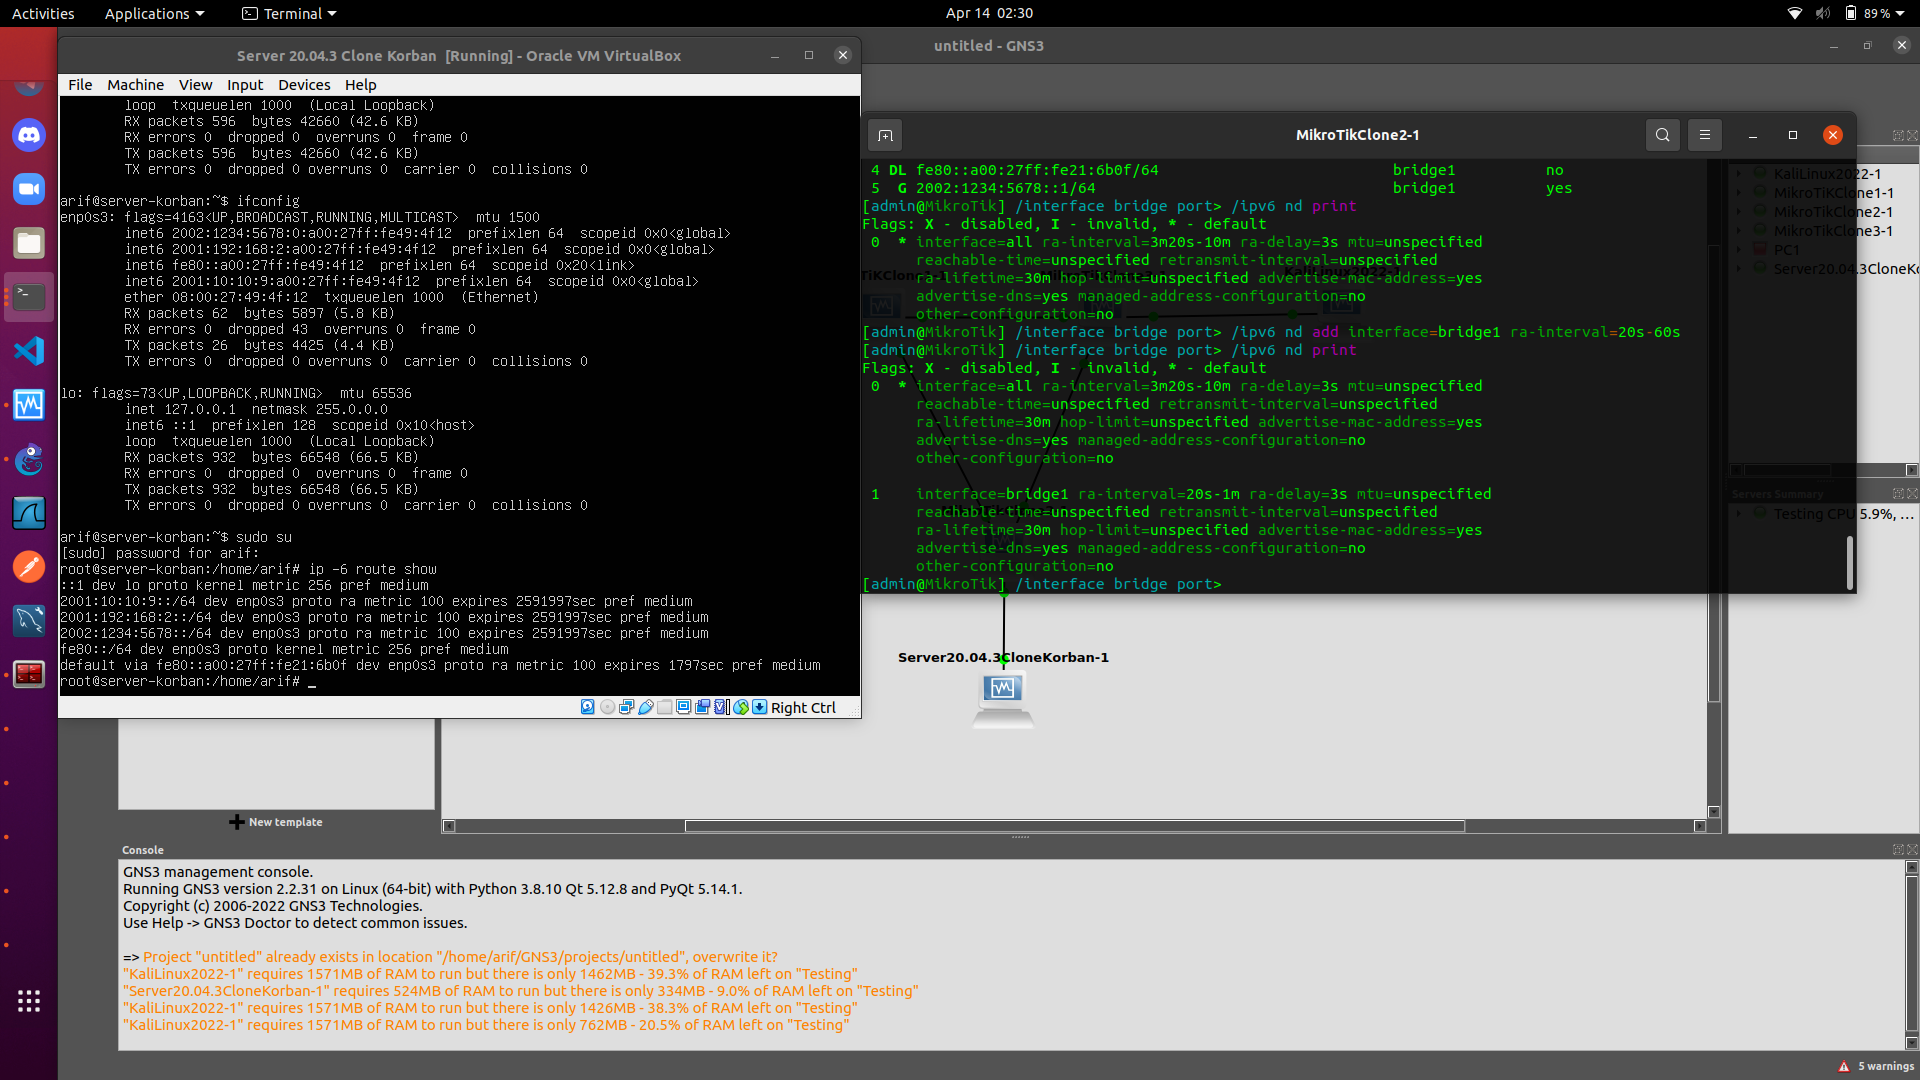 Activities
Applications
Terminal
Apr 14  02:30
89 %
Server 20.04.3 Clone Korban  [Running] - Oracle VM VirtualBox
File
Machine
View
Input
Devices
Help
loop  txqueuelen 1000  (Local Loopback)
RX packets 596  bytes 42660 (42.6 KB)
RX errors 0  dropped 0  overruns 0  frame 0
TX packets 596  bytes 42660 (42.6 KB)
TX errors 0  dropped 0 overruns 0  carrier 0  collisions 0
arif@server-korban:~$ ifconfig
enp0s3: flags=4163<UP,BROADCAST,RUNNING,MULTICAST>  mtu 1500
inet6 2002:1234:5678:0:a00:27ff:fe49:4f12  prefixlen 64  scopeid 0x0<global>
inet6 2001:192:168:2:a00:27ff:fe49:4f12  prefixlen 64  scopeid 0x0<global>
inet6 fe80::a00:27ff:fe49:4f12  prefixlen 64  scopeid 0x20<link>
inet6 2001:10:10:9:a00:27ff:fe49:4f12  prefixlen 64  scopeid 0x0<global>
ether 08:00:27:49:4f:12  txqueuelen 1000  (Ethernet)
RX packets 62  bytes 5897 (5.8 KB)
RX errors 0  dropped 43  overruns 0  frame 0
TX packets 26  bytes 4425 (4.4 KB)
TX errors 0  dropped 0 overruns 0  carrier 0  collisions 0
lo: flags=73<UP,LOOPBACK,RUNNING>  mtu 65536
inet 127.0.0.1  netmask 255.0.0.0
inet6 ::1  prefixlen 128  scopeid 0x10<host>
loop  txqueuelen 1000  (Local Loopback)
RX packets 932  bytes 66548 (66.5 KB)
RX errors 0  dropped 0  overruns 0  frame 0
TX packets 932  bytes 66548 (66.5 KB)
TX errors 0  dropped 0 overruns 0  carrier 0  collisions 0
arif@server-korban:~$ sudo su
[sudo] password for arif:
root@server-korban:/home/arif# ip -6 route show
::1 dev lo proto kernel metric 256 pref medium
2001:10:10:9::/64 dev enp0s3 proto ra metric 100 expires 2591997sec pref medium
2001:192:168:2::/64 dev enp0s3 proto ra metric 100 expires 2591997sec pref medium
2002:1234:5678::/64 dev enp0s3 proto ra metric 100 expires 2591997sec pref medium
fe80::/64 dev enp0s3 proto kernel metric 256 pref medium
default via fe80::a00:27ff:fe21:6b0f dev enp0s3 proto ra metric 100 expires 1797sec pref medium
root@server-korban:/home/arif# _
Right Ctrl
untitled - GNS3
MikroTikClone2-1
4 DL fe80::a00:27ff:fe21:6b0f/64 bridge1 no
5  G 2002:1234:5678::1/64 bridge1 yes
[admin@MikroTik] /interface bridge port> /ipv6 nd print
Flags: X - disabled, I - invalid, * - default
0  * interface=all ra-interval=3m20s-10m ra-delay=3s mtu=unspecified
reachable-time=unspecified retransmit-interval=unspecified
ra-lifetime=30m hop-limit=unspecified advertise-mac-address=yes
advertise-dns=yes managed-address-configuration=no
other-configuration=no
[admin@MikroTik] /interface bridge port> /ipv6 nd add interface=bridge1 ra-interval=20s-60s
[admin@MikroTik] /interface bridge port> /ipv6 nd print
Flags: X - disabled, I - invalid, * - default
0  * interface=all ra-interval=3m20s-10m ra-delay=3s mtu=unspecified
reachable-time=unspecified retransmit-interval=unspecified
ra-lifetime=30m hop-limit=unspecified advertise-mac-address=yes
advertise-dns=yes managed-address-configuration=no
other-configuration=no
1    interface=bridge1 ra-interval=20s-1m ra-delay=3s mtu=unspecified
reachable-time=unspecified retransmit-interval=unspecified
ra-lifetime=30m hop-limit=unspecified advertise-mac-address=yes
advertise-dns=yes managed-address-configuration=no
other-configuration=no
[admin@MikroTik] /interface bridge port>
KaliLinux2022-1
MikroTiKClone1-1
MikroTikClone2-1
MikroTikClone3-1
PC1
Server20.04.3CloneKo
Servers Summary
Testing CPU 5.9%, ...
Server20.04.3CloneKorban-1
New template
Console
GNS3 management console.
Running GNS3 version 2.2.31 on Linux (64-bit) with Python 3.8.10 Qt 5.12.8 and PyQt 5.14.1.
Copyright (c) 2006-2022 GNS3 Technologies.
Use Help -> GNS3 Doctor to detect common issues.
=> Project "untitled" already exists in location "/home/arif/GNS3/projects/untitled", overwrite it?
"KaliLinux2022-1" requires 1571MB of RAM to run but there is only 1462MB - 39.3% of RAM left on "Testing"
"Server20.04.3CloneKorban-1" requires 524MB of RAM to run but there is only 334MB - 9.0% of RAM left on "Testing"
"KaliLinux2022-1" requires 1571MB of RAM to run but there is only 1426MB - 38.3% of RAM left on "Testing"
"KaliLinux2022-1" requires 1571MB of RAM to run but there is only 762MB - 20.5% of RAM left on "Testing"
5 warnings